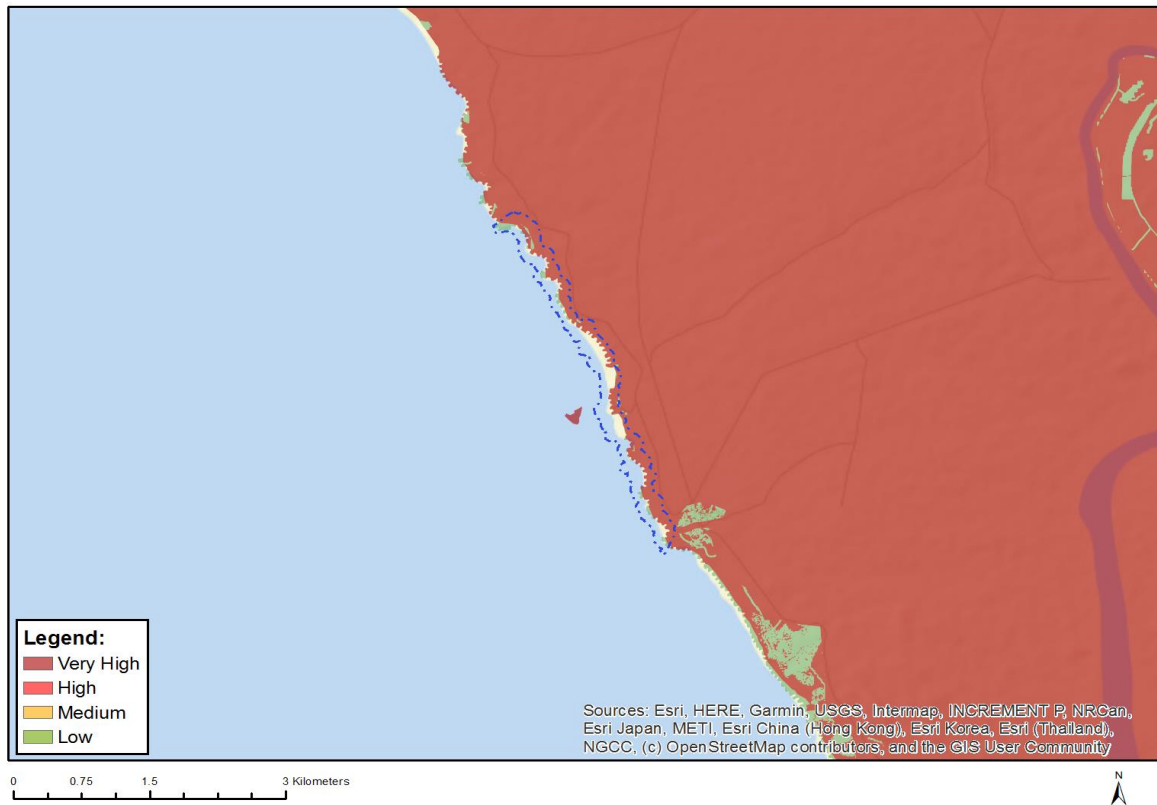 Legend:
Very High
High
Medium
Low
Sources: Esri, HERE, Garmin, USGS, Intermap, INCREMENT P, NRCan,
Esri Japan, METI, Esri China (Hong Kong), Esri Korea, Esri (Thailand),
NGCC, (c) OpenStreetMap contributors, and the GIS User Community
0 0.75 1.5 3 Kilometers
N